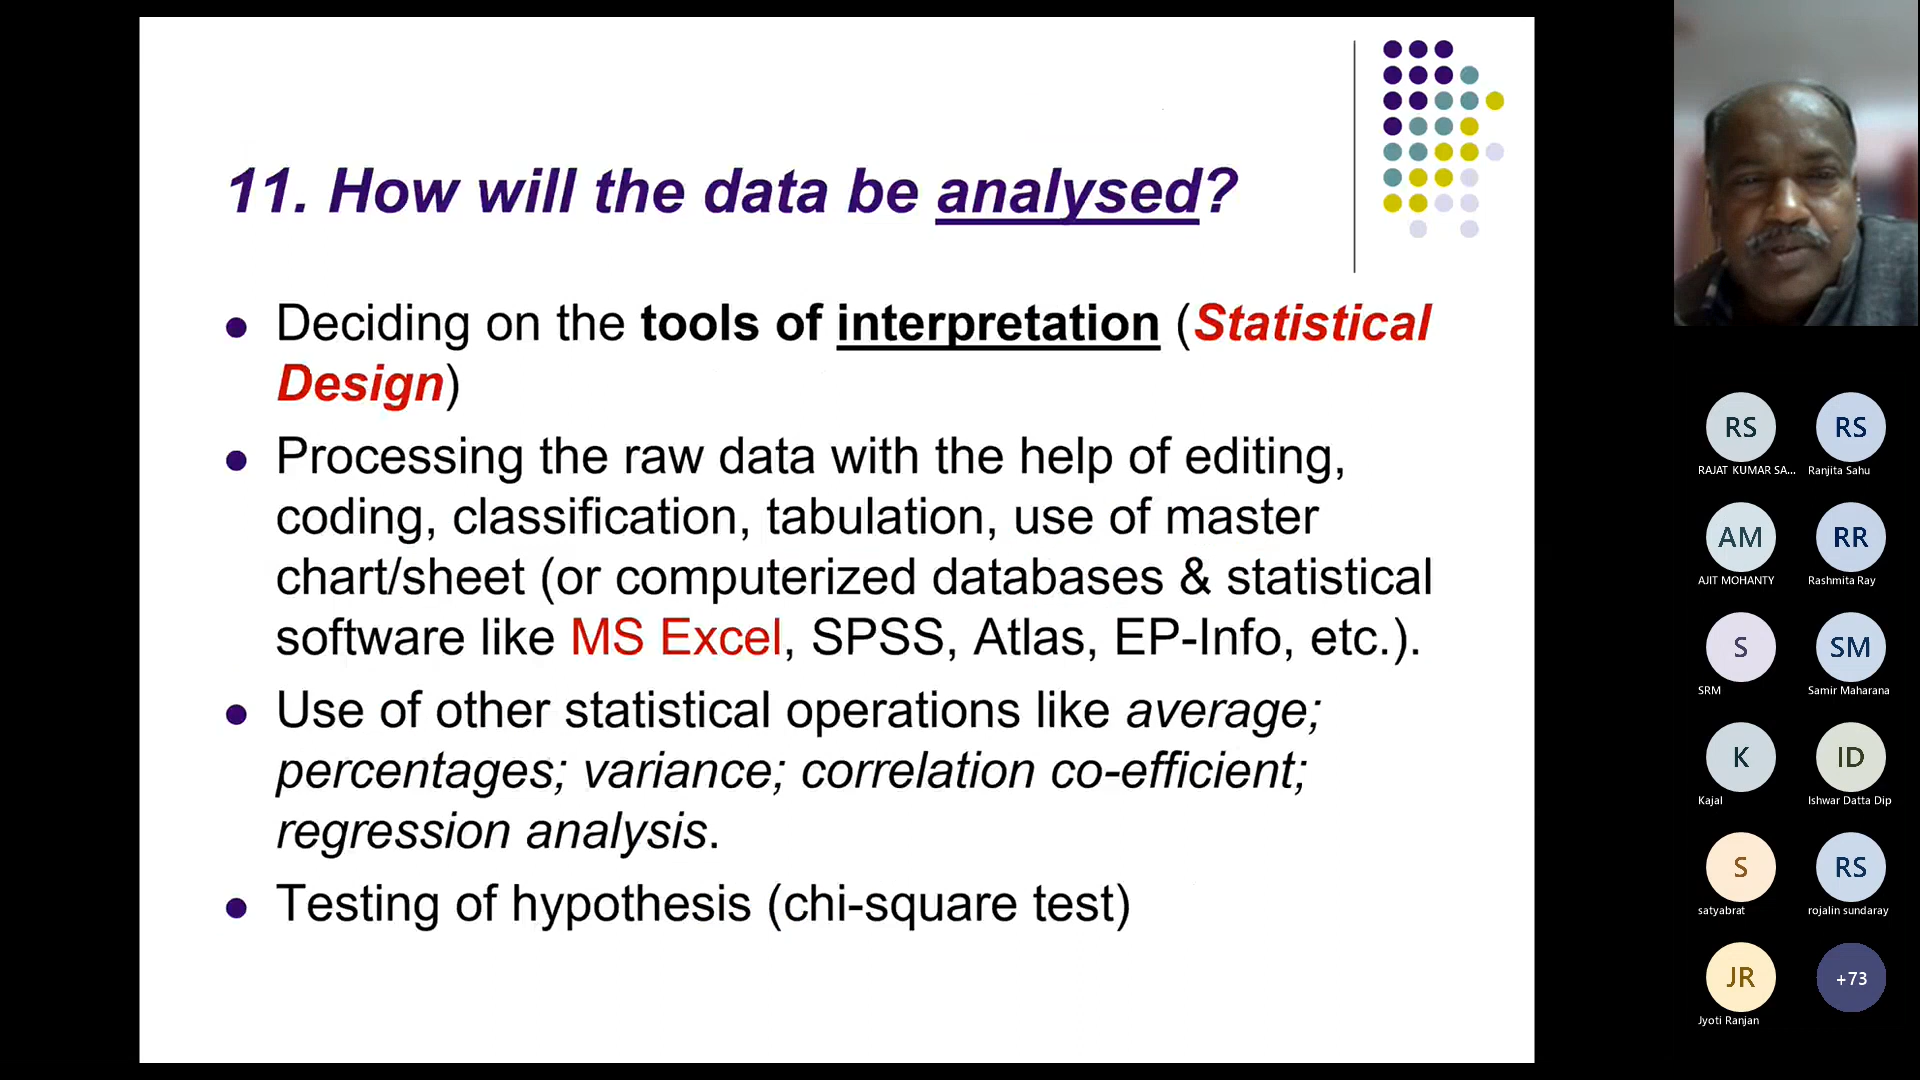 11. How will the data be analysed?
Deciding on the tools of interpretation (Statistical
Design)
Processing the raw data with the help of editing,
coding, classification, tabulation, use of master
chart/sheet (or computerized databases & statistical
software like MS Excel, SPSS, Atlas, EP-Info, etc.).
Use of other statistical operations like average;
percentages; variance; correlation co-efficient;
regression analysis.
Testing of hypothesis (chi-square test)
RS
RAJAT KUMAR SA...
RS
Ranjita Sahu
AM
AJIT MOHANTY
RR
Rashmita Ray
S
SRM
SM
Samir Maharana
K
Kajal
ID
Ishwar Datta Dip
S
satyabrat
RS
rojalin sundaray
JR
Jyoti Ranjan
+73